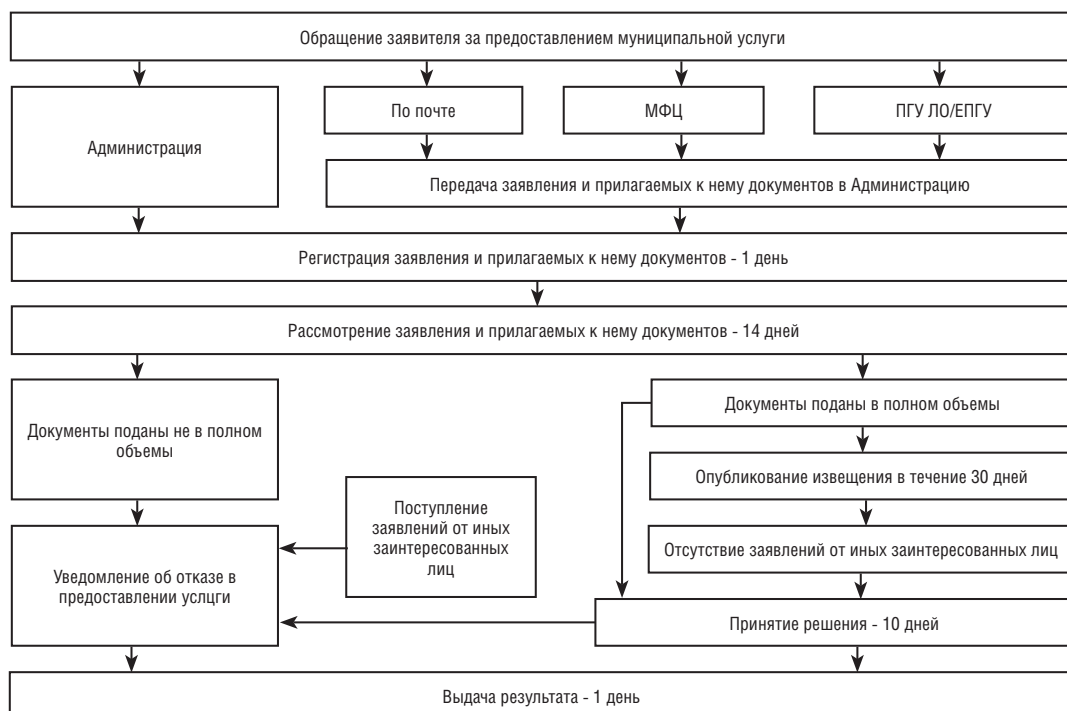 Обращение заявителя за предоставлением муниципальной услуги
Администрация
По почте
МФЦ
ПГУ ЛО/ЕПГУ
Передача заявления и прилагаемых к нему документов в Администрацию
Регистрация заявления и прилагаемых к нему документов - 1 день
Рассмотрение заявления и прилагаемых к нему документов - 14 дней
Документы поданы не в полном
объемы
Документы поданы в полном объемы
Опубликование извещения в течение 30 дней
Поступление
заявлений от иных
заинтересованных
лиц
Отсутствие заявлений от иных заинтересованных лиц
Уведомление об отказе в
предоставлении услцги
Принятие решения - 10 дней
Выдача результата - 1 день